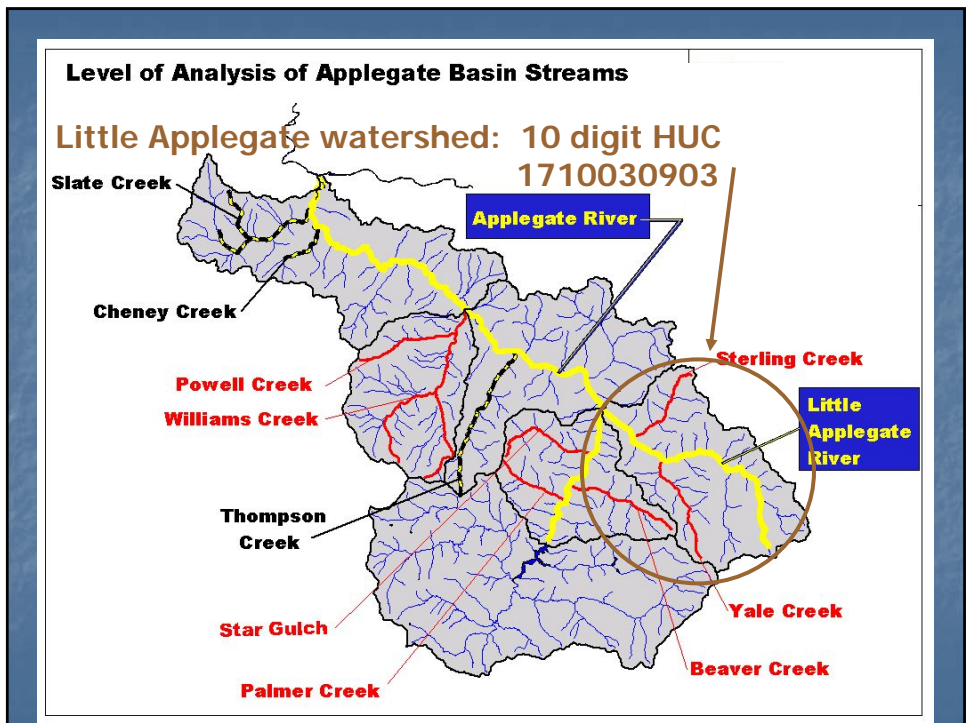 Level of Analysis of Applegate Basin Streams
Little Applegate watershed: 10 digit HUC
1710030903
Slate Creek
Applegate River
Cheney Creek
Sterling Creek
Powell Creek
Williams Creek
Little
Applegate
River
Thompson
Creek
Yale Creek
Star Gulch
Beaver Creek
Palmer Creek